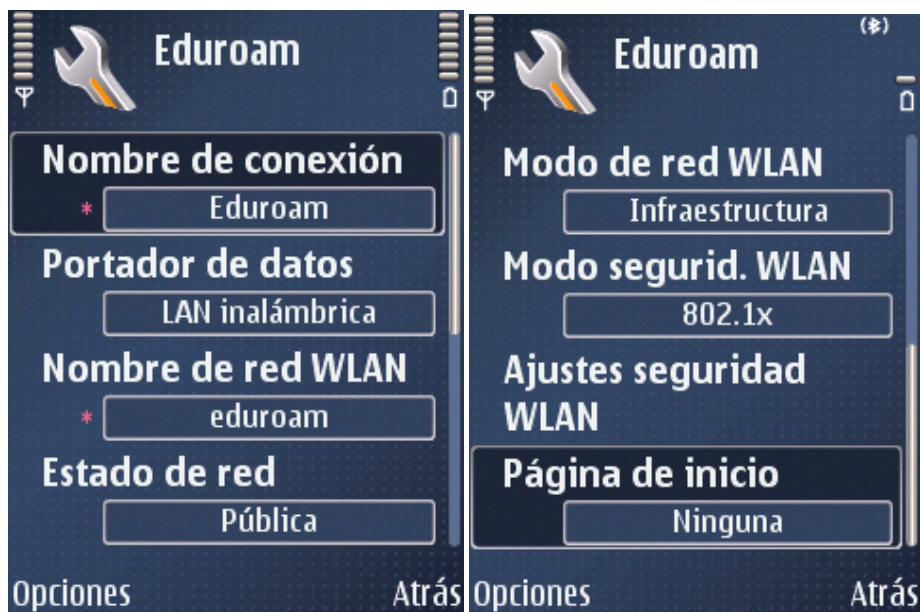 Eduroam
Nombre de conexión
* Eduroam
Portador de datos
LAN inalámbrica
Nombre de red WLAN
* eduroam
Estado de red
Pública
Opciones Atrás
Eduroam
Modo de red WLAN
Infraestructura
Modo segurid. WLAN
802.1x
Ajustes seguridad
WLAN
Página de inicio
Ninguna
Opciones Atrás